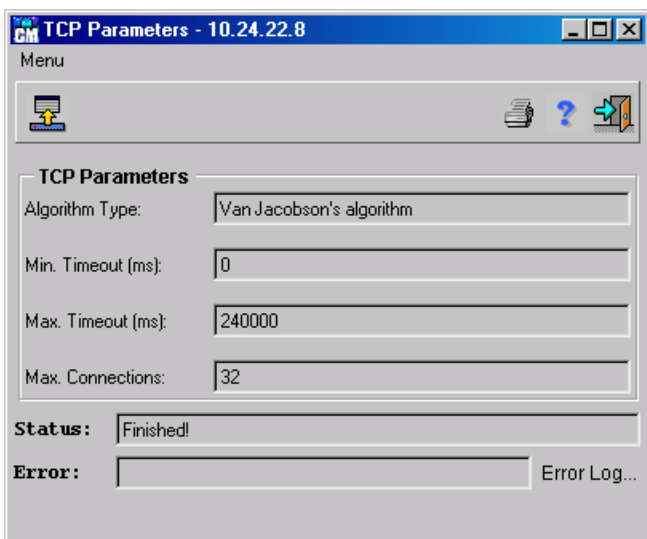 CM TCP Parameters - 10.24.22.8
Menu
?
TCP Parameters
Algorithm Type: Van Jacobson's algorithm
Min. Timeout (ms): 0
Max. Timeout (ms): 240000
Max. Connections: 32
Status: Finished!
Error: Error Log...